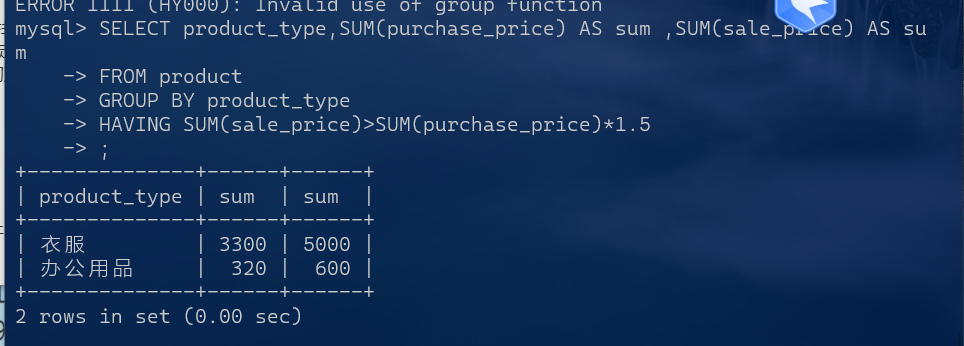 ERROR 1111 (HY000): Invalid use of group function
mysql> SELECT product_type,SUM(purchase_price) AS sum ,SUM(sale_price) AS su
m
    -> FROM product
    -> GROUP BY product_type
    -> HAVING SUM(sale_price)>SUM(purchase_price)*1.5
    -> ;
+--------------+------+------+
| product_type | sum  | sum  |
+--------------+------+------+
| 衣服         | 3300 | 5000 |
| 办公用品     |  320 |  600 |
+--------------+------+------+
2 rows in set (0.00 sec)